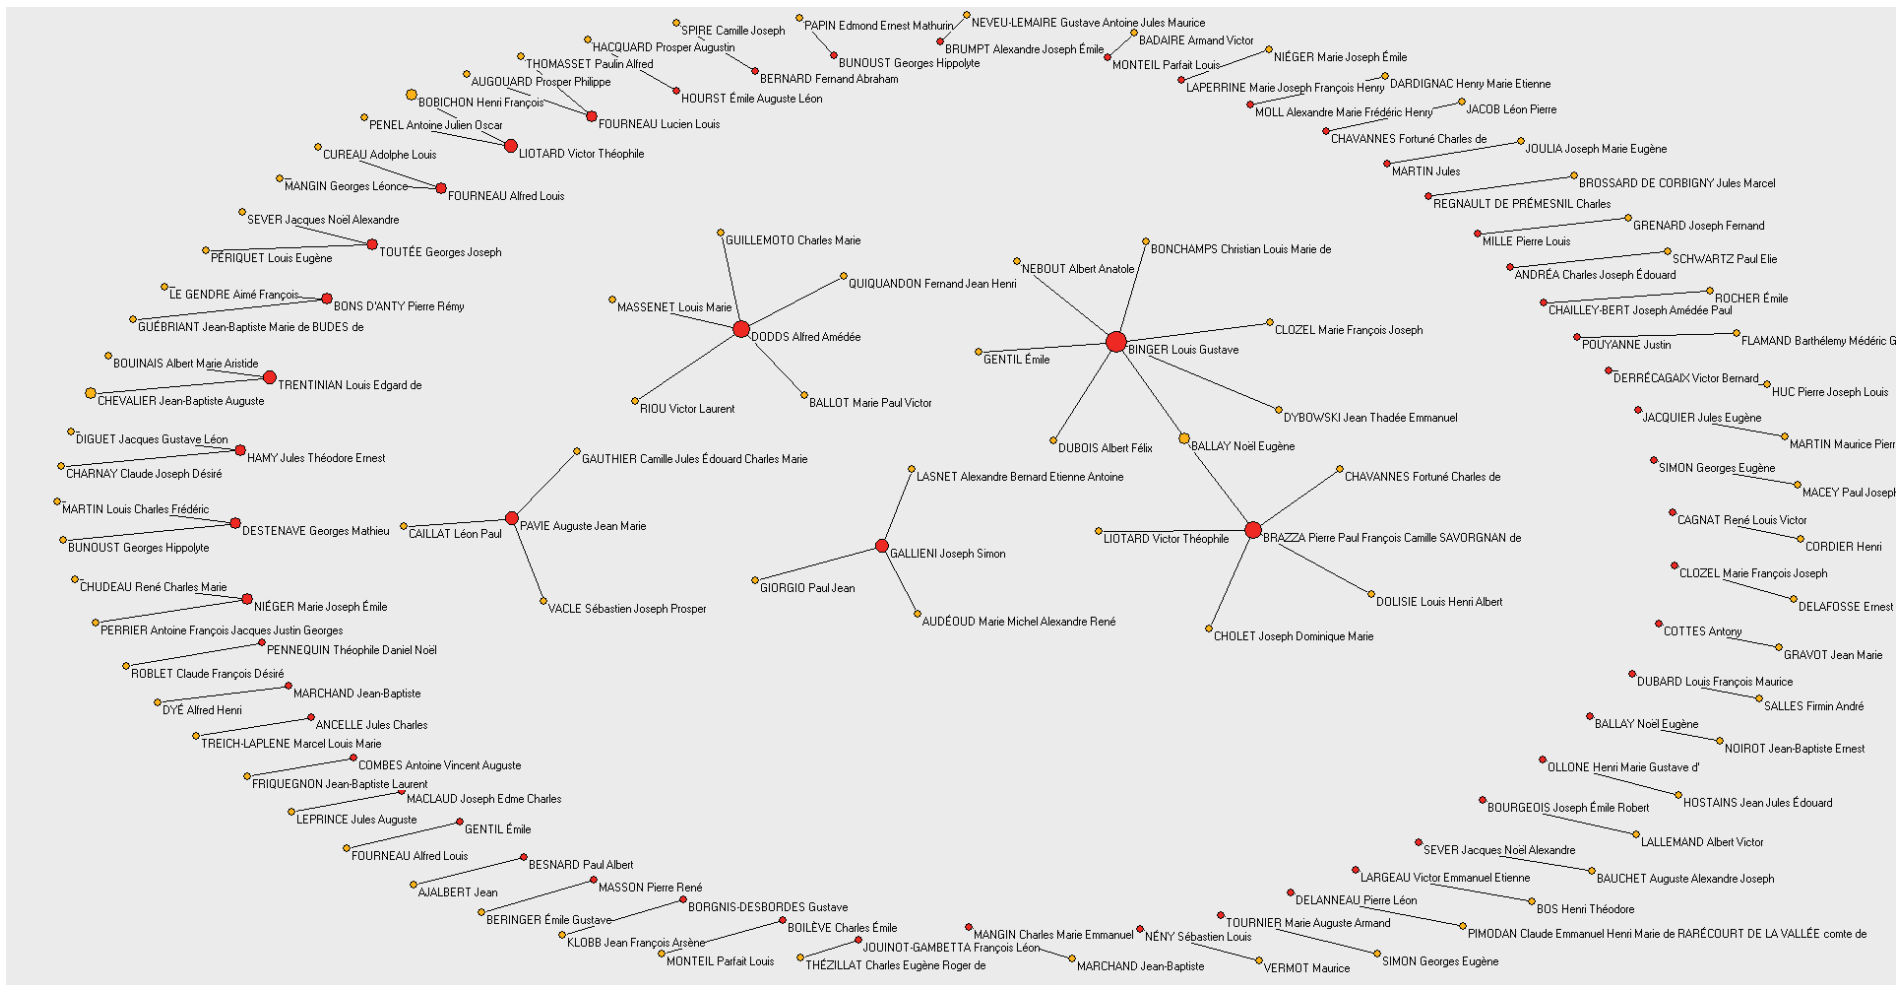 PAPIN Edmond Ernest Mathurin
NEVEU-LEMAIRE Gustave Antoine Jules Maurice
SPIRE Camille Joseph
BADAIRE Armand Victor
HACQUARD Prosper Augustin
BRUMPT Alexandre Joseph Émile
NIÉGER Marie Joseph Émile
THOMASSET Paulin Alfred
BUNOUST Georges Hippolyte
MONTEIL Parfait Louis
AUGOUARD Prosper Philippe
BERNARD Fernand Abraham
LAPERRINE Marie Joseph François Henry
DARDIGNAC Henry Marie Etienne
BOBICHON Henri François
HOURST Émile Auguste Léon
MOLL Alexandre Marie Frédéric Henry
JACOB Léon Pierre
PENEL Antoine Julien Oscar
FOURNEAU Lucien Louis
CHAVANNES Fortuné Charles de
CUREAU Adolphe Louis
LIOTARD Victor Théophile
JOULIA Joseph Marie Eugène
MANGIN Georges Léonce
FOURNEAU Alfred Louis
MARTIN Jules
BROSSARD DE CORBIGNY Jules Marcel
REGNAULT DE PRÉMESNIL Charles
SEVER Jacques Noël Alexandre
GRENARD Joseph Fernand
GUILLEMOTO Charles Marie
MILLE Pierre Louis
PÉRIQUET Louis Eugène
TOUTÉE Georges Joseph
BONCHAMPS Christian Louis Marie de
SCHWARTZ Paul Elie
NEBOUT Albert Anatole
ANDRÉA Charles Joseph Édouard
QUIQUANDON Fernand Jean Henri
LE GENDRE Aimé François
BONS D'ANTY Pierre Rémy
MASSENET Louis Marie
ROCHER Émile
CHAILLEY-BERT Joseph Amédée Paul
GUÉBRIANT Jean-Baptiste Marie de BUDES de
DODDS Alfred Amédée
CLOZEL Marie François Joseph
FLAMAND Barthélemy Médéric G
POUYANNE Justin
BINGER Louis Gustave
GENTIL Émile
BOUINAIS Albert Marie Aristide
TRENTINIAN Louis Edgard de
DERRÉCAGAIX Victor Bernard
HUC Pierre Joseph Louis
CHEVALIER Jean-Baptiste Auguste
RIOU Victor Laurent
BALLOT Marie Paul Victor
DYBOWSKI Jean Thadée Emmuel
JACQUIER Jules Eugène
DIGUET Jacques Gustave Léon
DUBOIS Albert Félix
BALLAY Noël Eugène
MARTIN Maurice Pierr
HAMY Jules Théodore Ernest
GAUTHIER Camille Jules Édouard Charles Marie
SIMON Georges Eugène
CHARNAY Claude Joseph Désiré
LASNET Alexandre Bernard Etienne Antoine
CHAVANNES Fortuné Charles de
MACEY Paul Joseph
MARTIN Louis Charles Frédéric
CAGNAT René Louis Victor
DESTENAVE Georges Mathieu
CAILLAT Léon Paul
PAVIE Auguste Jean Marie
LIOTARD Victor Théophile
BRAZZA Pierre Paul François Camille SAVORGNAN de
CORDIER Henri
BUNOUST Georges Hippolyte
GALLIENI Joseph Simon
CLOZEL Marie François Joseph
CHUDEAU René Charles Marie
GIORGIO Paul Jean
DOLISIE Louis Henri Albert
DELAFOSSE Ernest
NIÉGER Marie Joseph Émile
VACLE Sébastien Joseph Prosper
AUDÉOUD Marie Michel Alexandre René
PERRIER Antoine François Jacques Justin Georges
CHOLET Joseph Dominique Marie
COTTES Antony
PENNEQUIN Théophile Daniel Noël
GRAVOT Jean Marie
ROBLET Claude François Désiré
DUBARD Louis François Maurice
MARCHAND Jean-Baptiste
SALLES Firmin André
DYÉ Alfred Henri
ANCELLE Jules Charles
BALLAY Noël Eugène
TREICH-LAPLENE Marcel Louis Marie
NOIROT Jean-Baptiste Ernest
COMBES Antoine Vincent Auguste
OLLONE Henri Marie Gustave d'
FRIQUEGNON Jean-Baptiste Laurent
MACLAUD Joseph Edme Charles
HOSTAINS Jean Jules Édouard
BOURGEOIS Joseph Émile Robert
LEPRINCE Jules Auguste
GENTIL Émile
LALLEMAND Albert Victor
FOURNEAU Alfred Louis
SEVER Jacques Noël Alexandre
BESNARD Paul Albert
LARGEAU Victor Emmanuel Etienne
BAUCHET Auguste Alexandre Joseph
AJALBERT Jean
MASSON Pierre René
DELANNEAU Pierre Léon
BORGNIS-DESBORDES Gustave
BOS Henri Théodore
BERINGER Émile Gustave
TOURNIER Marie Auguste Armand
BOILÈVE Charles Émile
MANGIN Charles Marie Emmanuel
NÉNY Sébastien Louis
PIMODAN Claude Emmanuel Henri Marie de RARÉCOURT DE LA VALLÉE comte de
KLOBB Jean François Arsène
JOUINOT-GAMBETTA François Léon
MONTEIL Parfait Louis
THÉZILLAT Charles Eugène Roger de
MARCHAND Jean-Baptiste
VERMOT Maurice
SIMON Georges Eugène